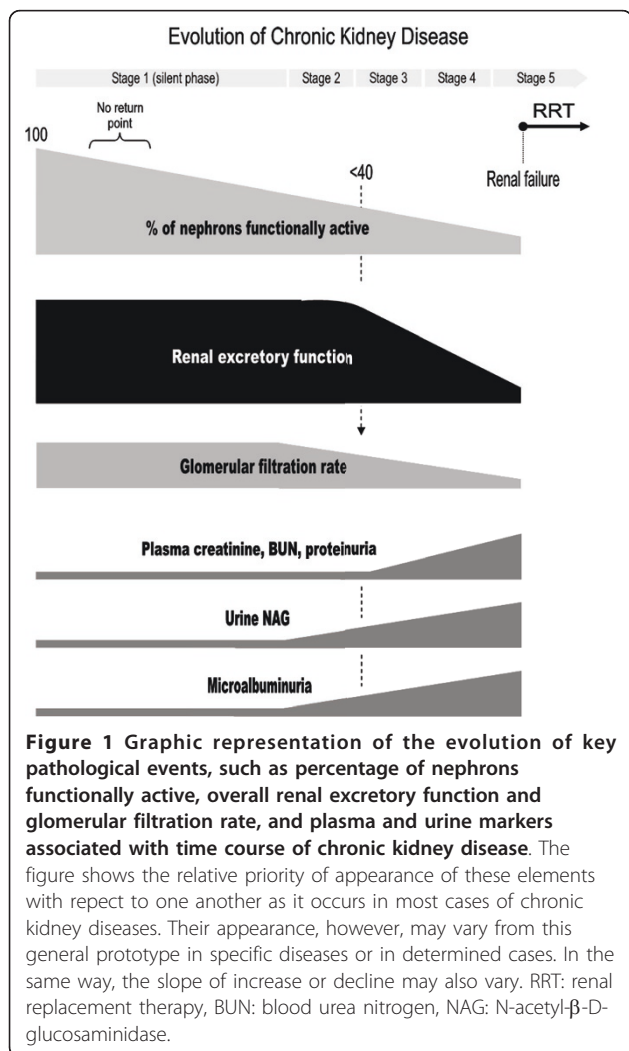 Evolution of Chronic Kidney Disease
Stage 1 (silent phase) Stage 2 Stage 3 Stage 4 Stage 5
No return
point
RRT
100
<40
Renal failure
% of nephrons functionally active
Renal excretory function
Glomerular filtration rate
Plasma creatinine, BUN, proteinuria
Urine NAG
Microalbuminuria
Figure 1 Graphic representation of the evolution of key
pathological events, such as percentage of nephrons
functionally active, overall renal excretory function and
glomerular filtration rate, and plasma and urine markers
associated with time course of chronic kidney disease. The
figure shows the relative priority of appearance of these elements
with repect to one another as it occurs in most cases of chronic
kidney diseases. Their appearance, however, may vary from this
general prototype in specific diseases or in determined cases. In the
same way, the slope of increase or decline may also vary. RRT: renal
replacement therapy, BUN: blood urea nitrogen, NAG: N-acetyl-β-D-
glucosaminidase.